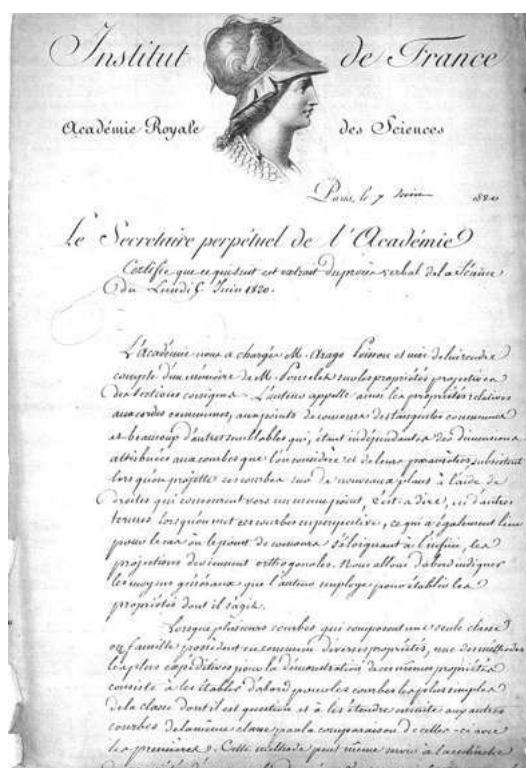 Institut de France
Académie Royale des Sciences
Paris, le 7 Juin 1820
Le Secretaire perpétuel de l'Académie
Certifie que ce qui suit est extrait du procès verbal de la Séance
du Lundi 5 Juin 1820.
L'Académie nous a chargés M. Arago Poisson et moi de lui rendre
compte d'un mémoire de M. Poncelet sur les propriétés projectives
des sections coniques. L'auteur appelle ainsi les propriétés relatives
aux cordes communes, aux points de concours des tangentes communes
et beaucoup d'autres semblables qui, étant indépendantes des dimensions
attribuées aux courbes que l'on considère et de leurs subsistent
lorsqu'on projette ces courbes sur de nouveaux plans à l'aide de
droites qui concourent vers un même point, c'est-à-dire, en d'autres
termes lorsqu'on met ces courbes en perspective, ce qui a également lieu
pour le cas où le point de concours s'éloignant à l'infini, les
projections deviennent orthogonales. Nous allons d'abord indiquer
les moyens généraux que l'auteur employe pour établir les
propriétés dont il s'agit.
Lorsque plusieurs courbes qui composent une seule classe
ou famille possèdent en commun diverses propriétés, une des méthodes
les plus expéditives pour la démonstration de ces mêmes propriétés
consiste à les établir d'abord pour les courbes les plus simples
de la classe dont il est question et à les étendre ensuite aux autres
courbes de la même classe par la comparaison de celles-ci avec
les premières. Cette méthode peut même servir à la recherche